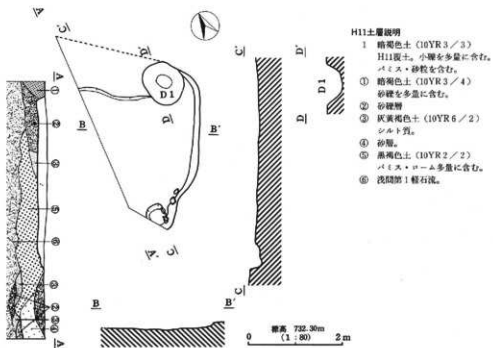 H11土層説明
1 暗褐色土(10YR3/3)
H11覆土。小礫を多量に含む。
パミス・砂粒を含む。
① 暗褐色土(10YR3/4)
砂礫を多量に含む。
② 砂礫層
③ 灰黄褐色土(10YR6/2)
シルト質。
④ 砂層。
⑤ 黒褐色土(10YR2/2)
パミス・ローム多量に含む。
⑥ 浅間第1軽石流。
A
A'
A
A'
B
B'
B
B'
C'
C
C'
C
D'
D
D'
D
D1
D1
標高 732.30m
(1:80)
0 2m